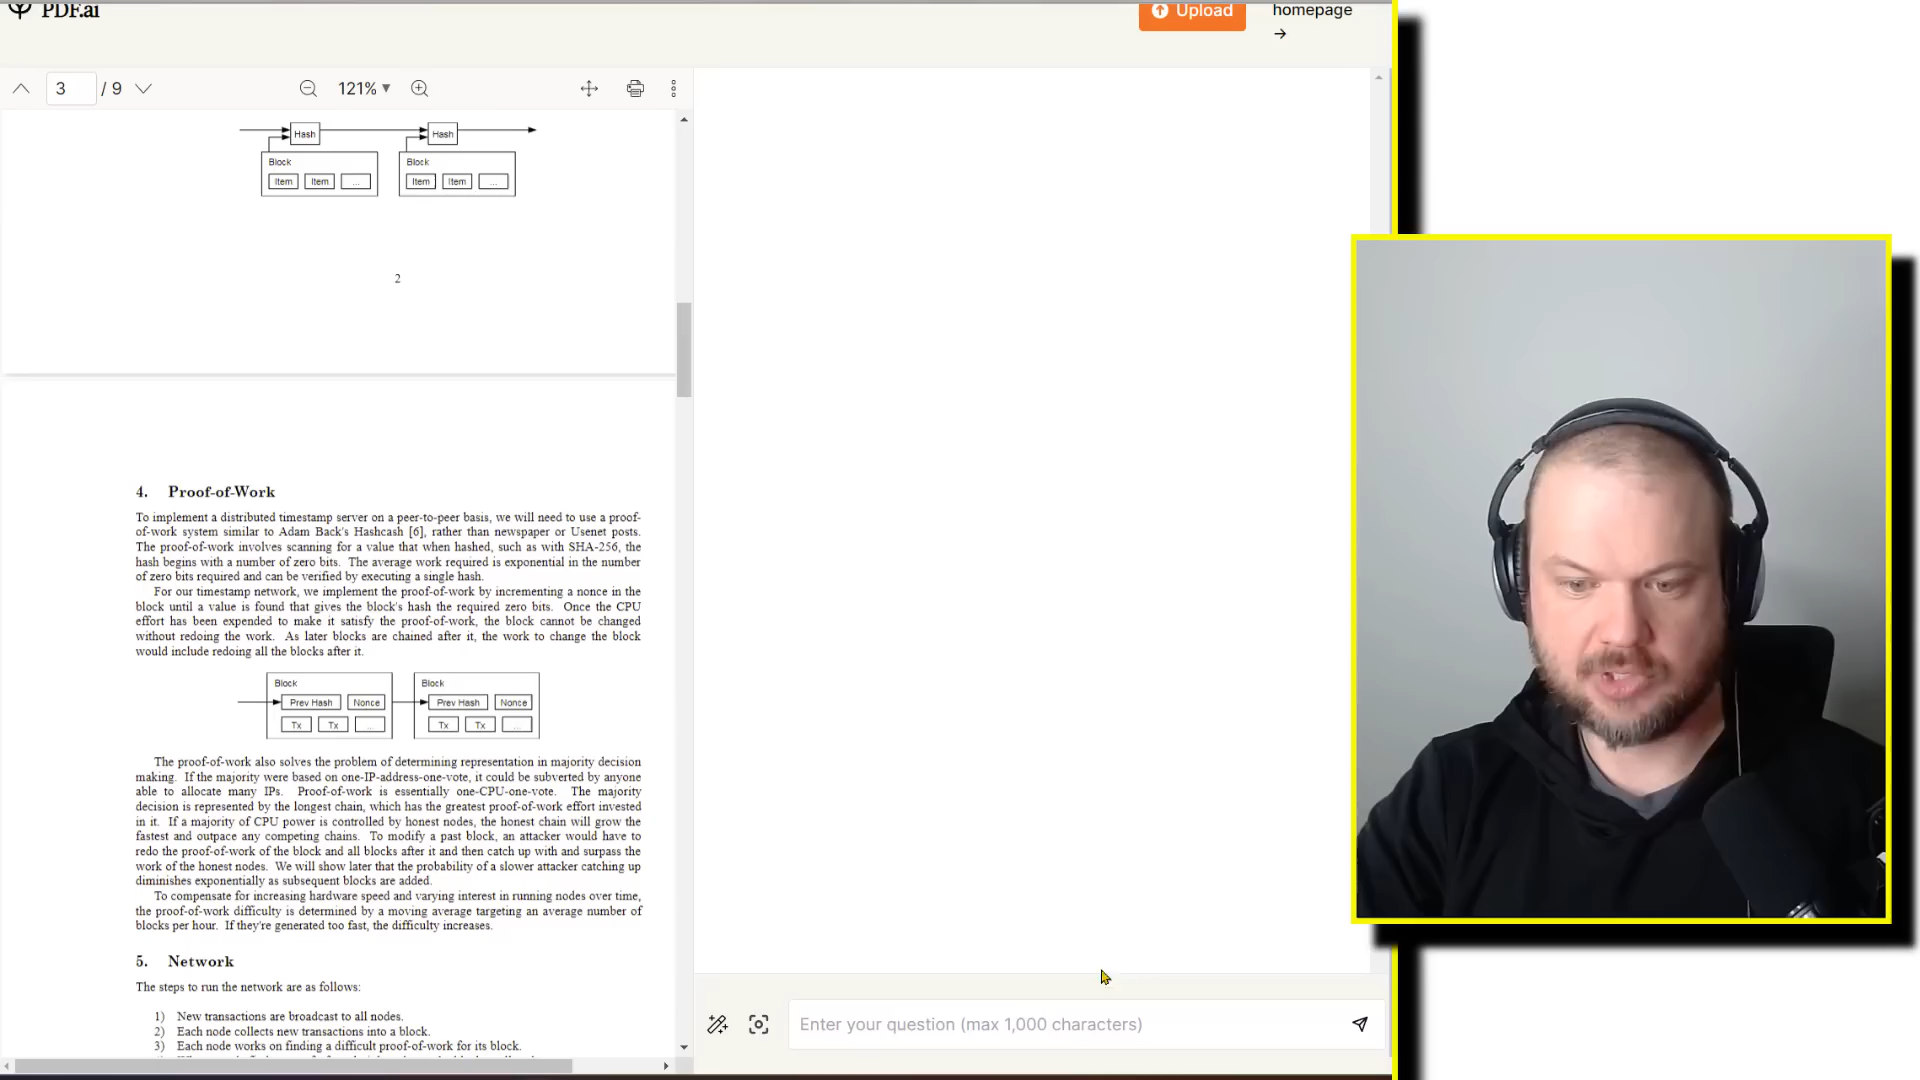 PDF.ai
Upload
homepage
→
3 / 9
121%
Hash Hash
Block Block
Item Item ... Item Item ...
2
4. Proof-of-Work
To implement a distributed timestamp server on a peer-to-peer basis, we will need to use a proof-
of-work system similar to Adam Back's Hashcash [6], rather than newspaper or Usenet posts.
The proof-of-work involves scanning for a value that when hashed, such as with SHA-256, the
hash begins with a number of zero bits. The average work required is exponential in the number
of zero bits required and can be verified by executing a single hash.
For our timestamp network, we implement the proof-of-work by incrementing a nonce in the
block until a value is found that gives the block's hash the required zero bits. Once the CPU
effort has been expended to make it satisfy the proof-of-work, the block cannot be changed
without redoing the work. As later blocks are chained after it, the work to change the block
would include redoing all the blocks after it.
Block Block
Prev Hash Nonce Prev Hash Nonce
Tx Tx ... Tx Tx ...
The proof-of-work also solves the problem of determining representation in majority decision
making. If the majority were based on one-IP-address-one-vote, it could be subverted by anyone
able to allocate many IPs. Proof-of-work is essentially one-CPU-one-vote. The majority
decision is represented by the longest chain, which has the greatest proof-of-work effort invested
in it. If a majority of CPU power is controlled by honest nodes, the honest chain will grow the
fastest and outpace any competing chains. To modify a past block, an attacker would have to
redo the proof-of-work of the block and all blocks after it and then catch up with and surpass the
work of the honest nodes. We will show later that the probability of a slower attacker catching up
diminishes exponentially as subsequent blocks are added.
To compensate for increasing hardware speed and varying interest in running nodes over time,
the proof-of-work difficulty is determined by a moving average targeting an average number of
blocks per hour. If they're generated too fast, the difficulty increases.
5. Network
The steps to run the network are as follows:
1) New transactions are broadcast to all nodes.
2) Each node collects new transactions into a block.
3) Each node works on finding a difficult proof-of-work for its block.
Enter your question (max 1,000 characters)